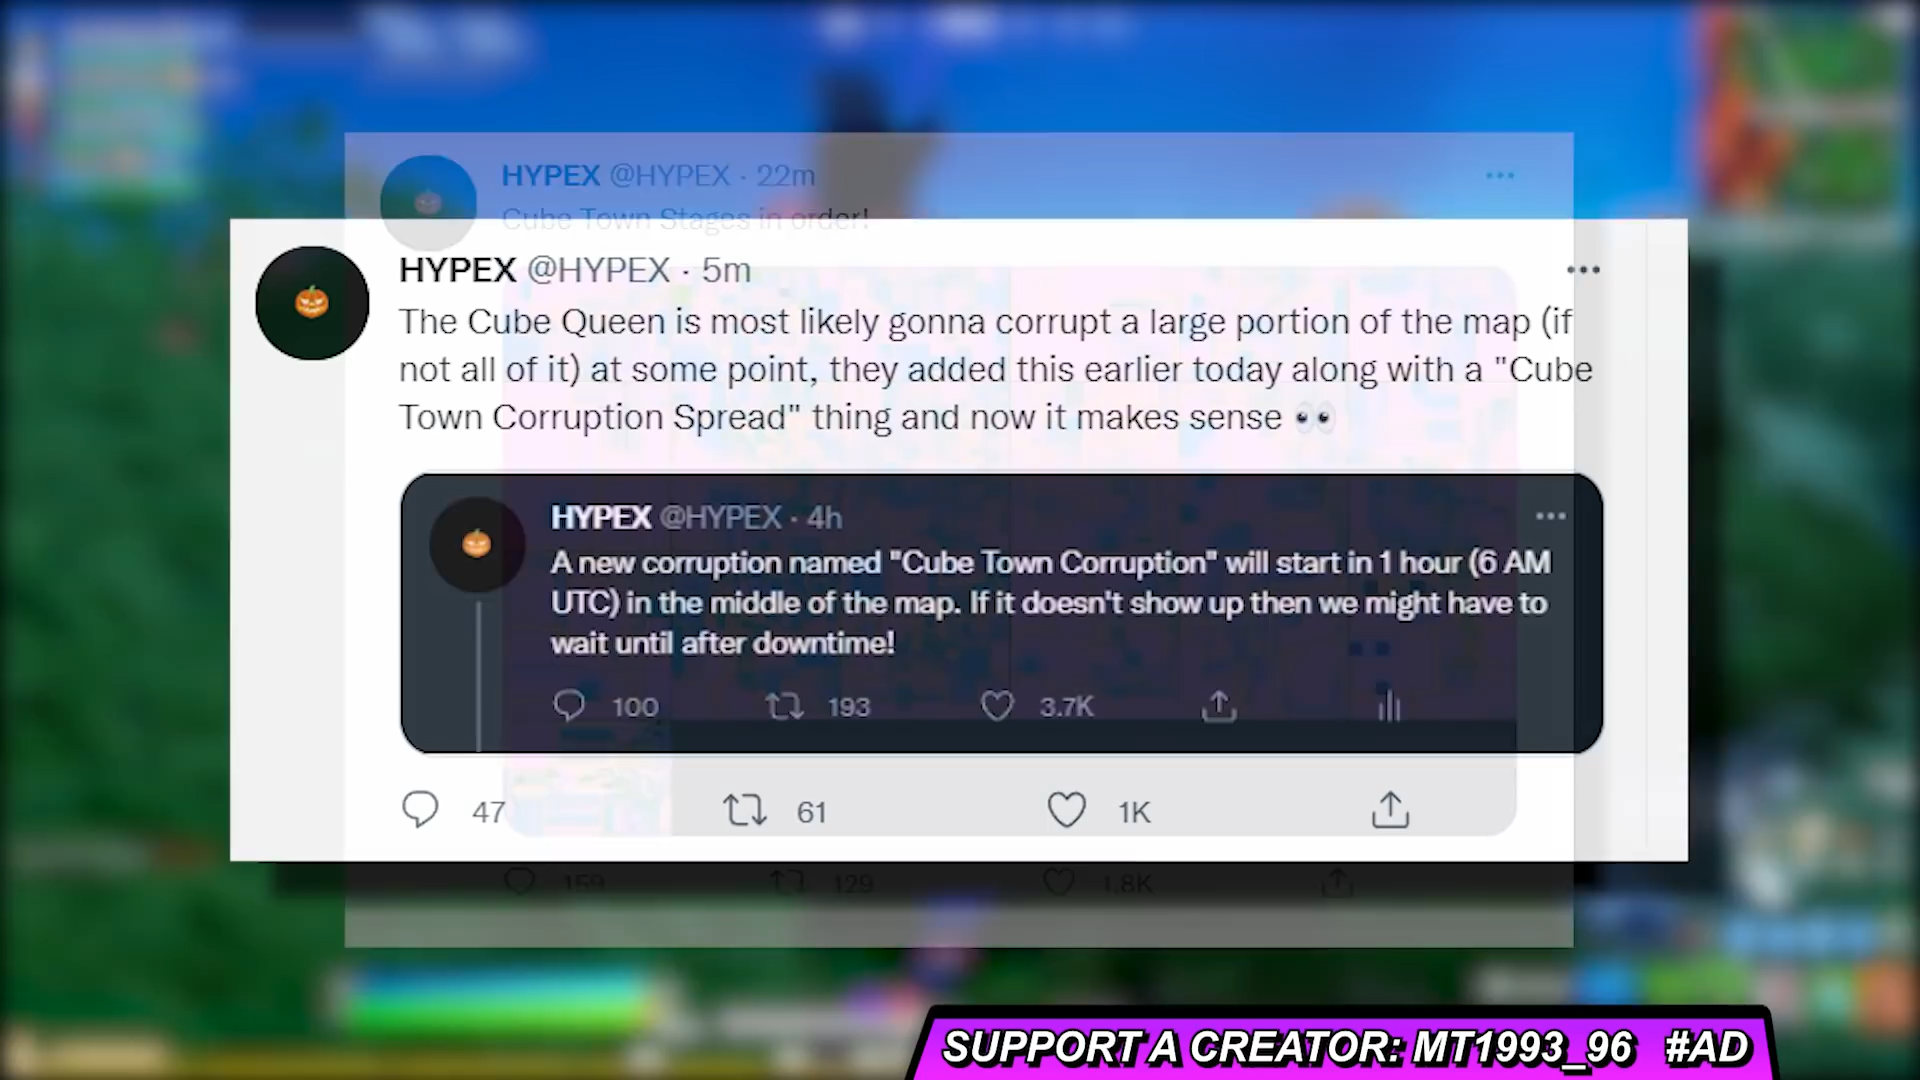 HYPEX @HYPEX · 22m
Cube Town Stages in order!
HYPEX @HYPEX · 5m
The Cube Queen is most likely gonna corrupt a large portion of the map (if
not all of it) at some point, they added this earlier today along with a "Cube
Town Corruption Spread" thing and now it makes sense 👀
HYPEX @HYPEX · 4h
A new corruption named "Cube Town Corruption" will start in 1 hour (6 AM
UTC) in the middle of the map. If it doesn't show up then we might have to
wait until after downtime!
100 193 3.7K
47 61 1K
159 129 1.8K
SUPPORT A CREATOR: MT1993_96 #AD